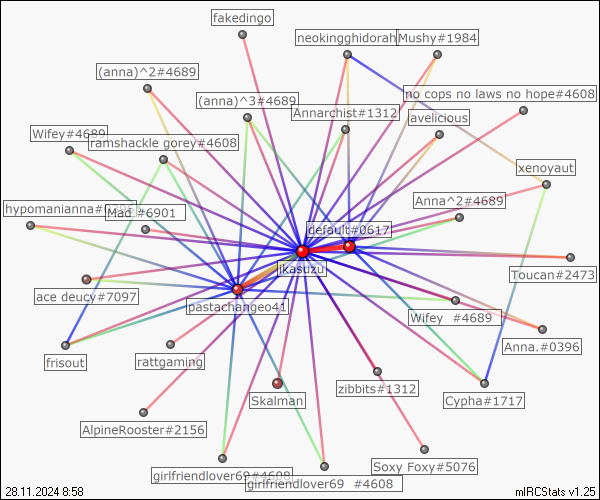 fakedingo
neokingghidorah
Mushy#1984
(anna)^2#4689
no cops no laws no hope#4608
(anna)^3#4689
Annarchist#1312
avelicious
Wifey#4689
ramshackle gorey#4608
xenoyaut
Anna^2#4689
hypomanianna#
Mad #6901
default#0617
jkasuzu
Toucan#2473
ace deucy#7097
pastachangeo41
Wifey #4689
Anna.#0396
frisout
rattgaming
zibbits#1312
Skalman
Cypha#1717
AlpineRooster#2156
girlfriendlover69#4608
Soxy Foxy#5076
girlfriendlover69 #4608
28.11.2024 8:58
mIRCStats v1.25